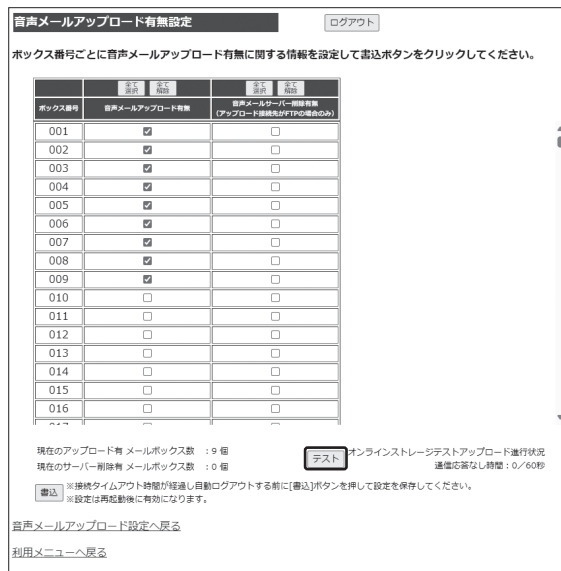 音声メールアップロード有無設定
ログアウト
ボックス番号ごとに音声メールアップロード有無に関する情報を設定して書込ボタンをクリックしてください。
全て選択 全て解除 全て選択 全て解除
ボックス番号 音声メールアップロード有無 音声メールサーバー削除有無
(アップロード接続先がFTPの場合のみ)
001
002
003
004
005
006
007
008
009
010
011
012
013
014
015
016
017
現在のアップロード有 メールボックス数 : 9 個
現在のサーバー削除有 メールボックス数 : 0 個
テスト
オンラインストレージテストアップロード進行状況
通信応答なし時間 : 0/60秒
書込
※接続タイムアウト時間が経過し自動ログアウトする前に[書込]ボタンを押して設定を保存してください。
※設定は再起動後に有効になります。
音声メールアップロード設定へ戻る
利用メニューへ戻る